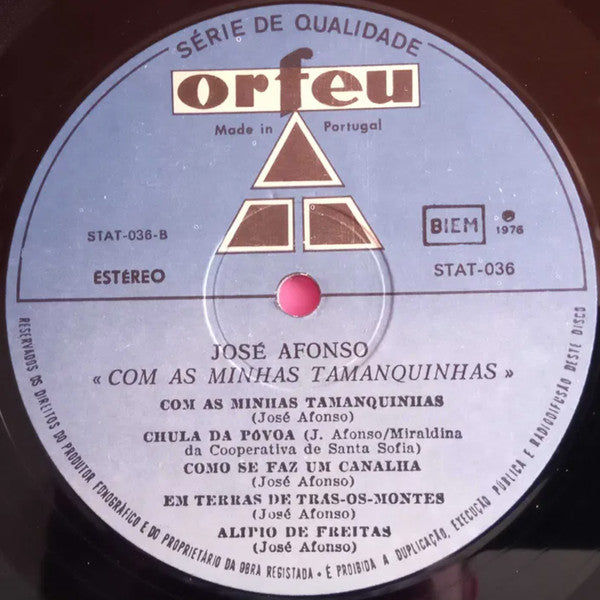 SÉRIE DE QUALIDADE
orfeu
Made in Portugal
STAT-036-B
ESTÉREO
BIEM
1976
STAT-036
JOSÉ AFONSO
« COM AS MINHAS TAMANQUINHAS »
COM AS MINHAS TAMANQUINHAS
(José Afonso)
CHULA DA PÓVOA (J. Afonso/Miraldina
da Cooperativa de Santa Sofia)
COMO SE FAZ UM CANALHA
(José Afonso)
EM TERRAS DE TRAS-OS-MONTES
(José Afonso)
ALIPIO DE FREITAS
(José Afonso)
RESERVADOS OS DIREITOS DO PRODUTOR FONOGRÁFICO E DO PROPRIETÁRIO DA OBRA REGISTADA • É PROIBIDA A DUPLICAÇÃO, EXECUÇÃO PÚBLICA E RADIODIFUSÃO DESTE DISCO